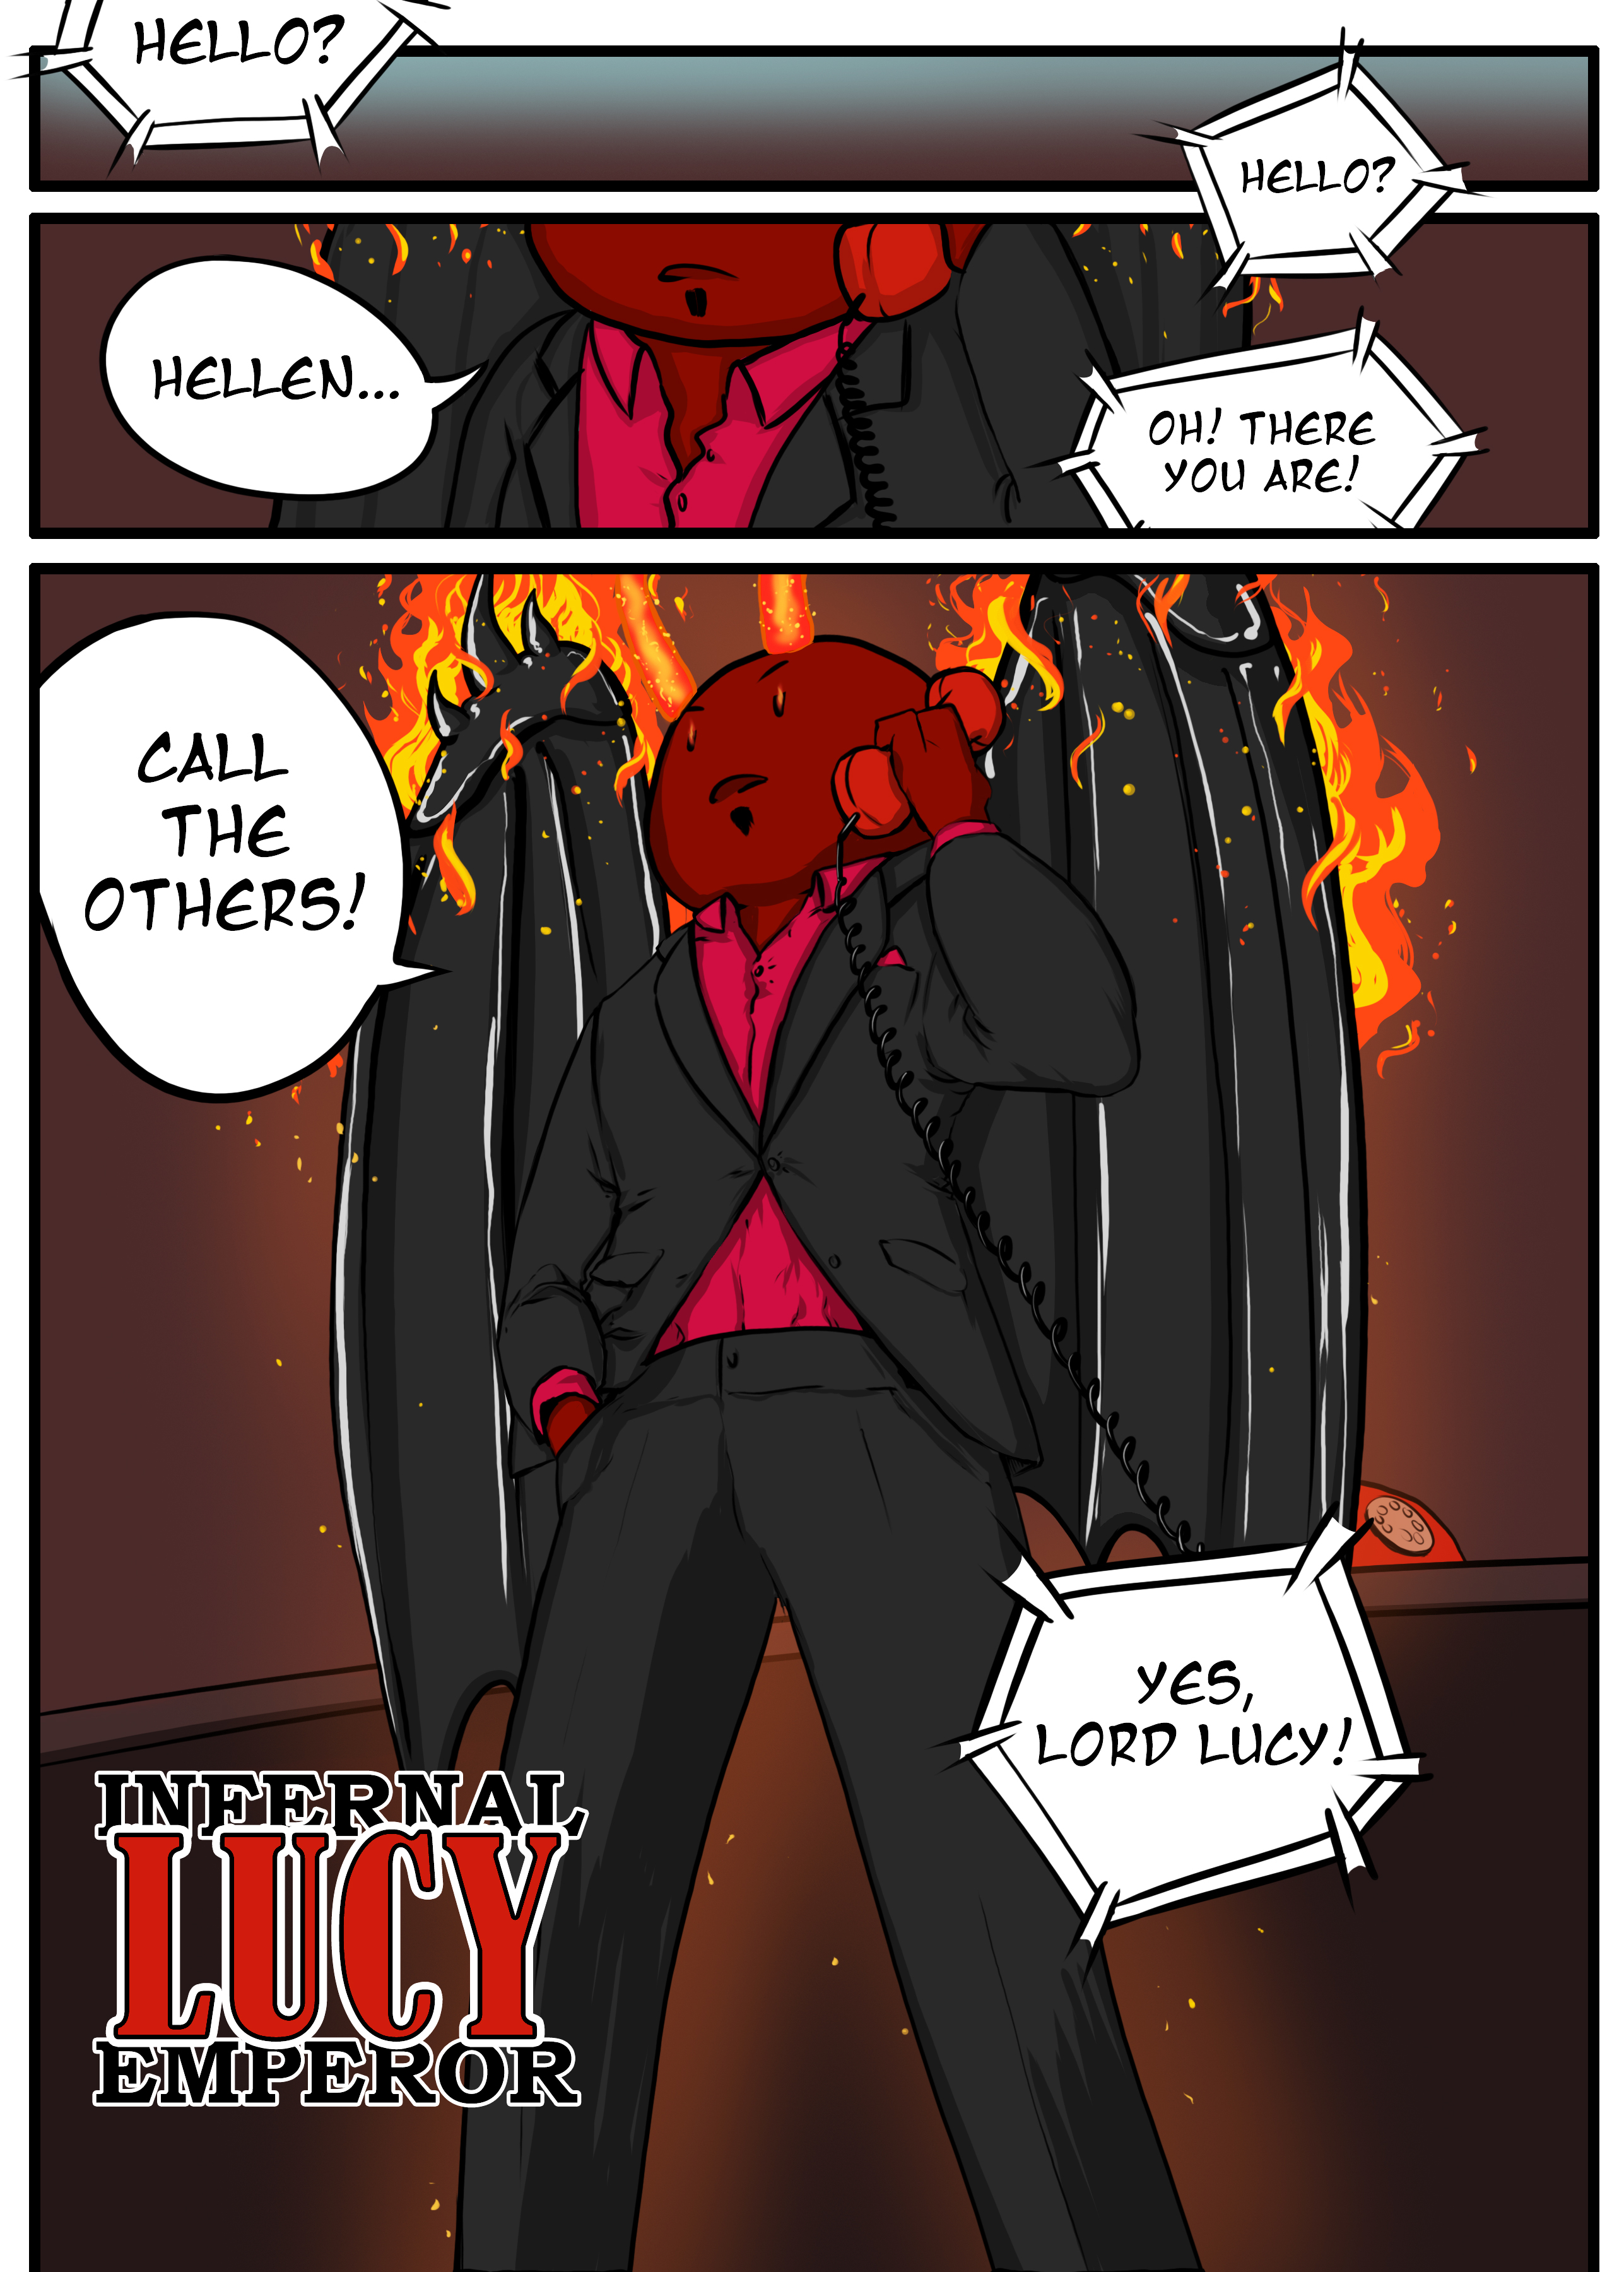 HELLO?
HELLO?
HELLEN...
OH! THERE
YOU ARE!
CALL
THE
OTHERS!
YES,
LORD LUCY!
INFERNAL
LUCY
EMPEROR